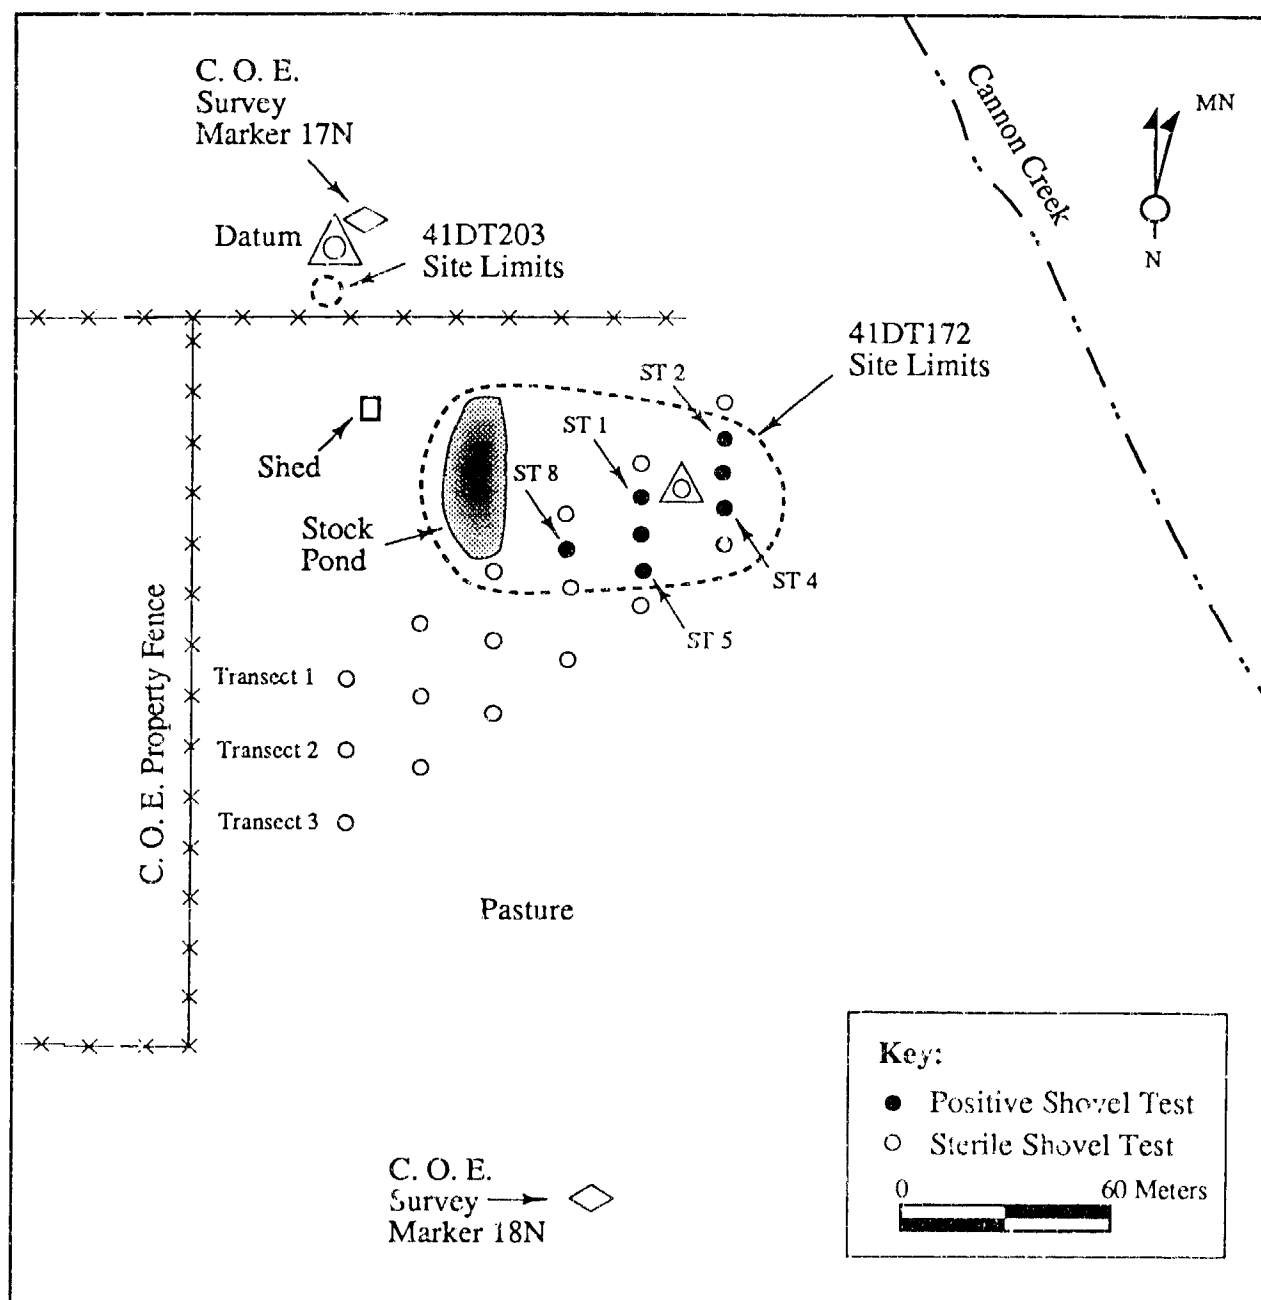 C. O. E.
Survey
Marker 17N
Cannon Creek
MN
N
Datum
41DT203
Site Limits
41DT172
Site Limits
ST 2
ST 1
ST 8
Shed
Stock
Pond
ST 4
ST 5
C. O. E. Property Fence
Transect 1
Transect 2
Transect 3
Pasture
Key:
Positive Shovel Test
Sterile Shovel Test
0 60 Meters
C. O. E.
Survey
Marker 18N